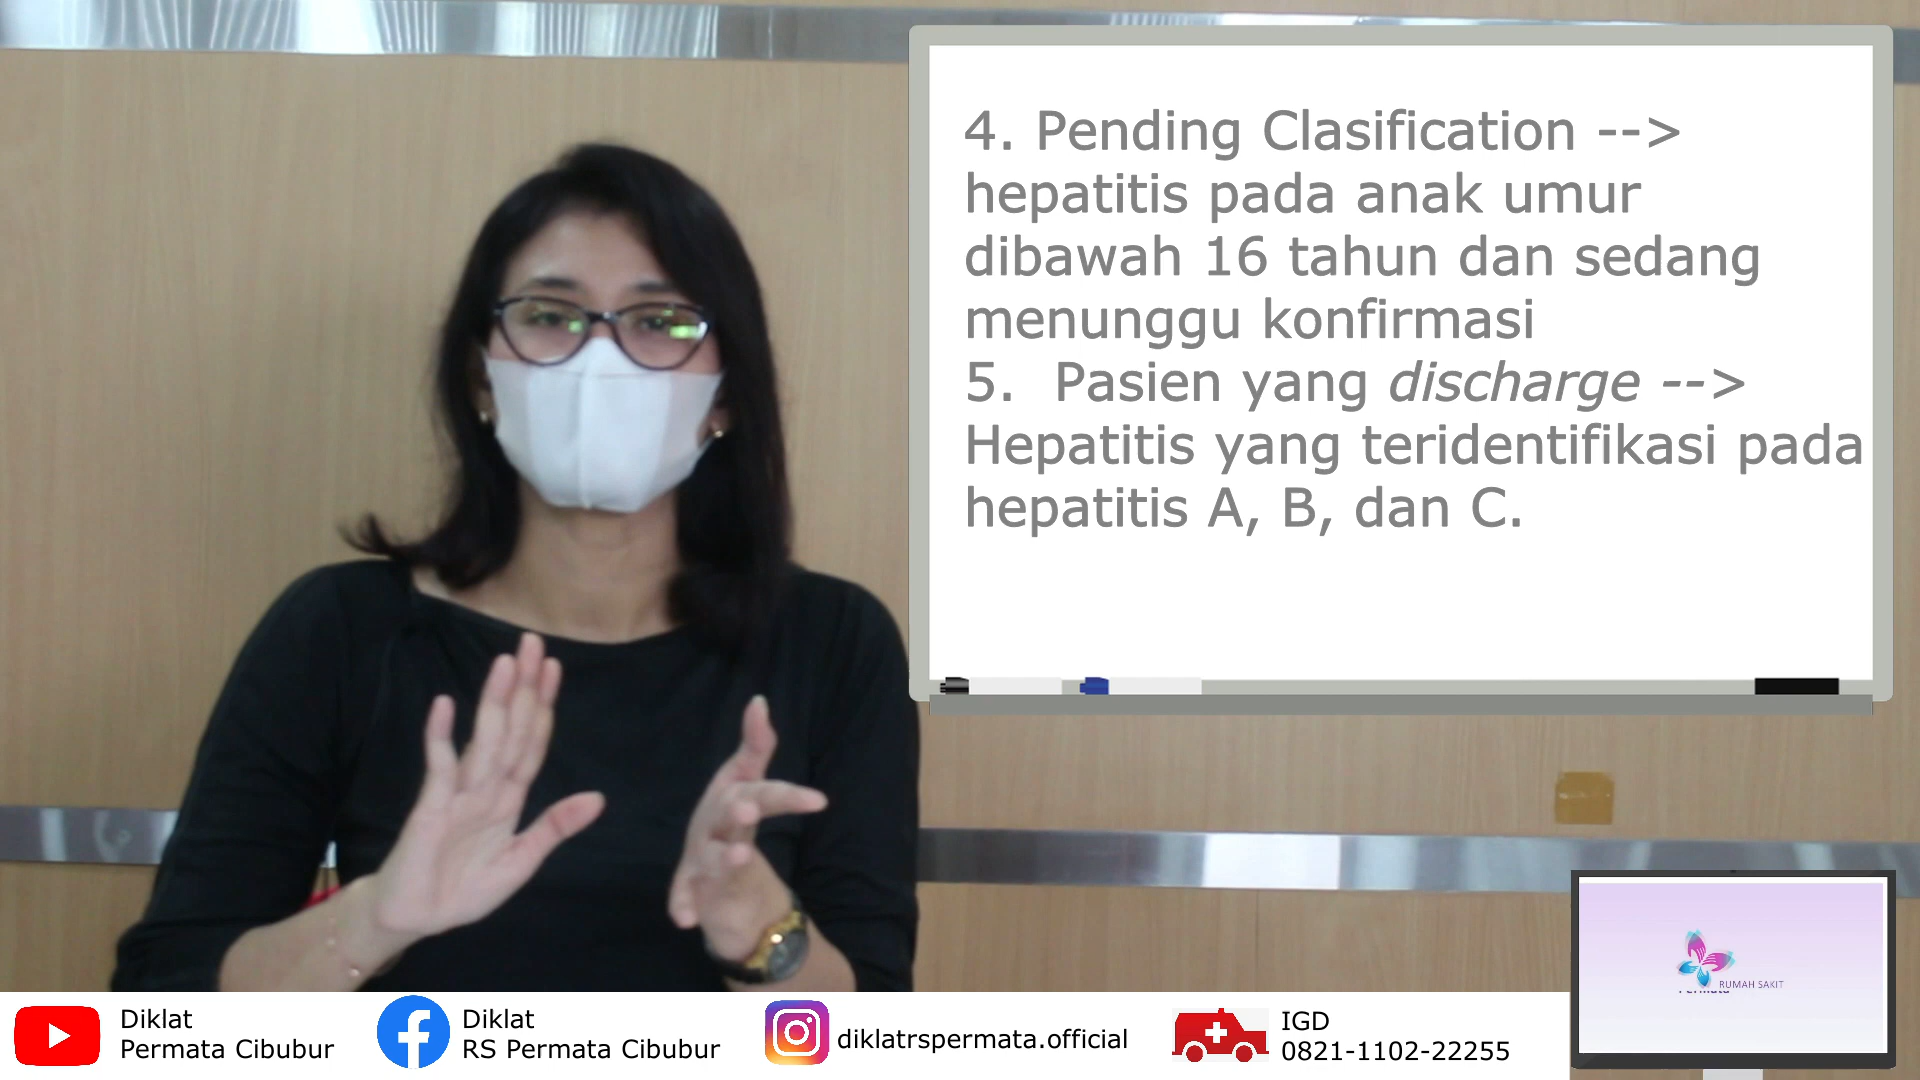 4. Pending Clasification -->
hepatitis pada anak umur
dibawah 16 tahun dan sedang
menunggu konfirmasi
5. Pasien yang discharge -->
Hepatitis yang teridentifikasi pada
hepatitis A, B, dan C.
RUMAH SAKIT
Diklat
Permata Cibubur
Diklat
RS Permata Cibubur
diklatrspermata.official
IGD
0821-1102-22255